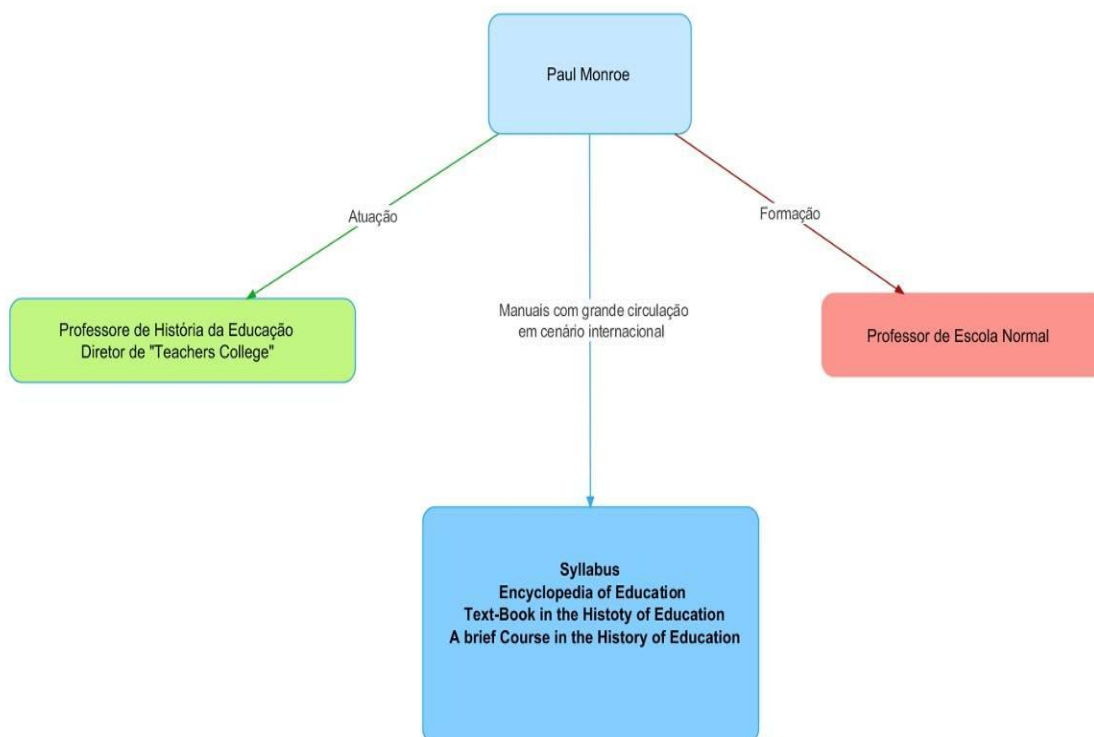 Paul Monroe
Atuação
Formação
Manuais com grande circulação
em cenário internacional
Professore de História da Educação
Diretor de "Teachers College"
Professor de Escola Normal
Syllabus
Encyclopedia of Education
Text-Book in the Histoty of Education
A brief Course in the History of Education